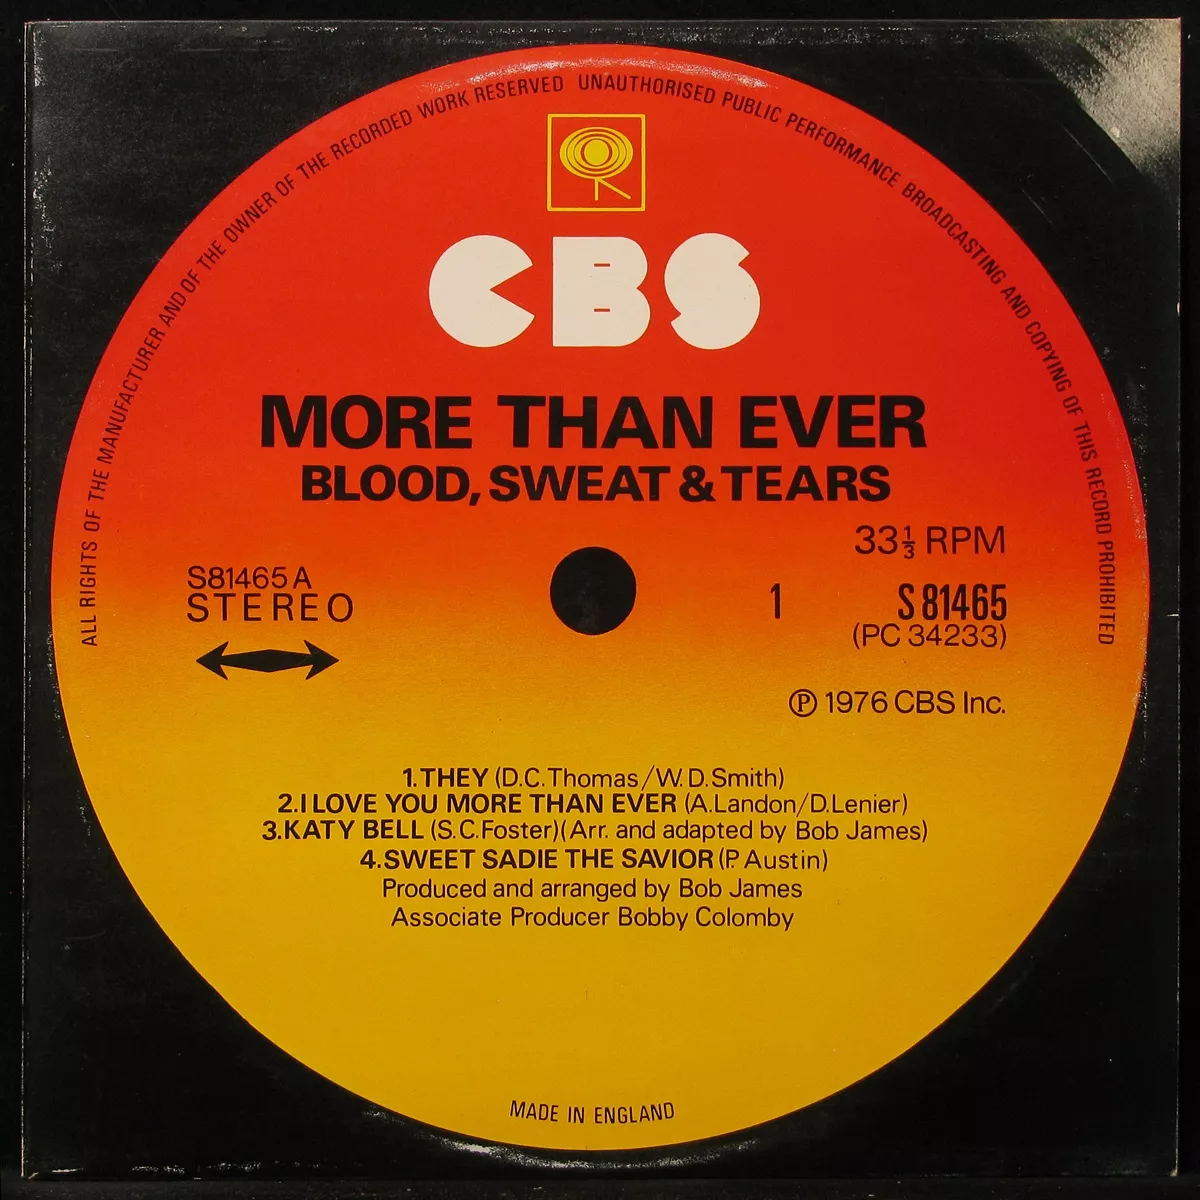 ALL RIGHTS OF THE MANUFACTURER AND OF THE OWNER OF THE RECORDED WORK RESERVED UNAUTHORISED PUBLIC PERFORMANCE BROADCASTING AND COPYING OF THIS RECORD PROHIBITED
CBS
MORE THAN EVER
BLOOD, SWEAT & TEARS
33⅓ RPM
S81465 A
STEREO
1
S 81465
(PC 34233)
Ⓟ 1976 CBS Inc.
1. THEY (D.C. Thomas/W.D. Smith)
2. I LOVE YOU MORE THAN EVER (A. Landon/D. Lenier)
3. KATY BELL (S.C. Foster) (Arr. and adapted by Bob James)
4. SWEET SADIE THE SAVIOR (P. Austin)
Produced and arranged by Bob James
Associate Producer Bobby Colomby
MADE IN ENGLAND